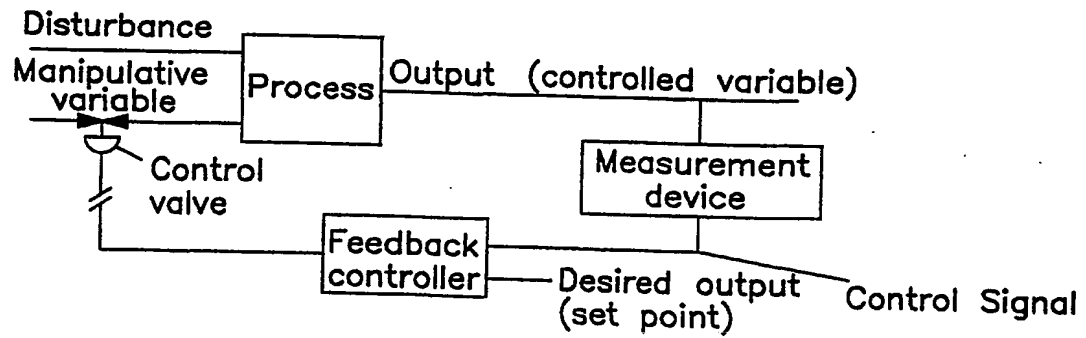 Disturbance
Manipulative
variable
Process
Output (controlled variable)
Control
valve
Measurement
device
Feedback
controller
Desired output
(set point)
Control Signal